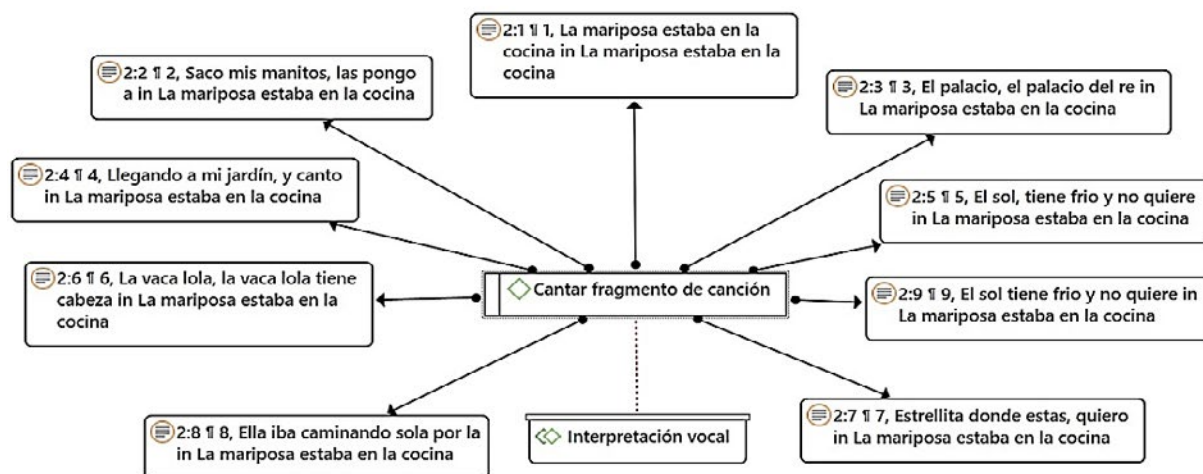 2:1 ¶ 1, La mariposa estaba en la
cocina in La mariposa estaba en la
cocina
2:2 ¶ 2, Saco mis manitos, las pongo
a in La mariposa estaba en la cocina
2:3 ¶ 3, El palacio, el palacio del re in
La mariposa estaba en la cocina
2:4 ¶ 4, Llegando a mi jardín, y canto
in La mariposa estaba en la cocina
2:5 ¶ 5, El sol, tiene frio y no quiere
in La mariposa estaba en la cocina
2:6 ¶ 6, La vaca lola, la vaca lola tiene
cabeza in La mariposa estaba en la
cocina
Cantar fragmento de canción
2:9 ¶ 9, El sol tiene frio y no quiere in
La mariposa estaba en la cocina
2:8 ¶ 8, Ella iba caminando sola por la
in La mariposa estaba en la cocina
Interpretación vocal
2:7 ¶ 7, Estrellita donde estas, quiero
in La mariposa estaba en la cocina